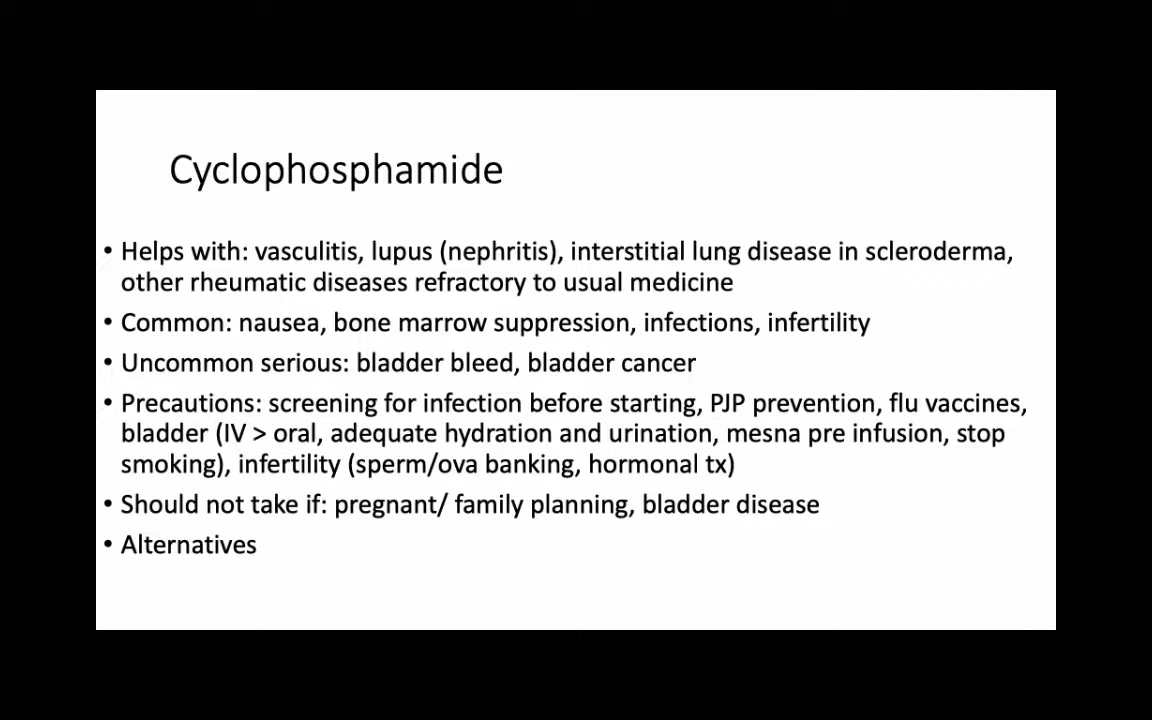 Cyclophosphamide
• Helps with: vasculitis, lupus (nephritis), interstitial lung disease in scleroderma,
other rheumatic diseases refractory to usual medicine
• Common: nausea, bone marrow suppression, infections, infertility
• Uncommon serious: bladder bleed, bladder cancer
• Precautions: screening for infection before starting, PJP prevention, flu vaccines,
bladder (IV > oral, adequate hydration and urination, mesna pre infusion, stop
smoking), infertility (sperm/ova banking, hormonal tx)
• Should not take if: pregnant/ family planning, bladder disease
• Alternatives